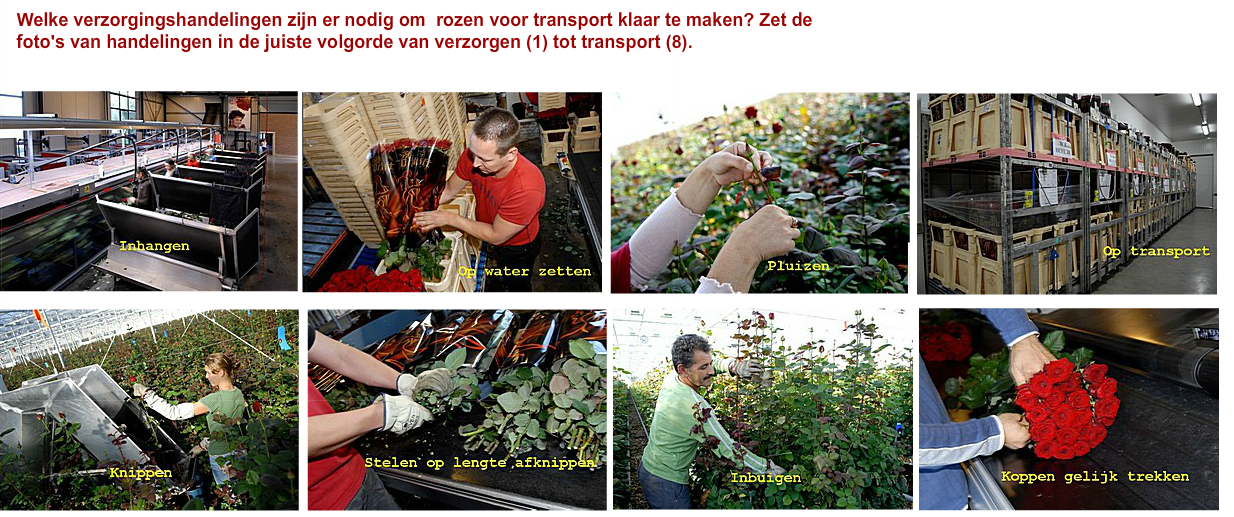 Welke verzorgingshandelingen zijn er nodig om  rozen voor transport klaar te maken? Zet de
foto's van handelingen in de juiste volgorde van verzorgen (1) tot transport (8).
Inhangen
Op water zetten
Pluizen
Op transport
Knippen
Stelen op lengte afknippen
Inbuigen
Koppen gelijk trekken